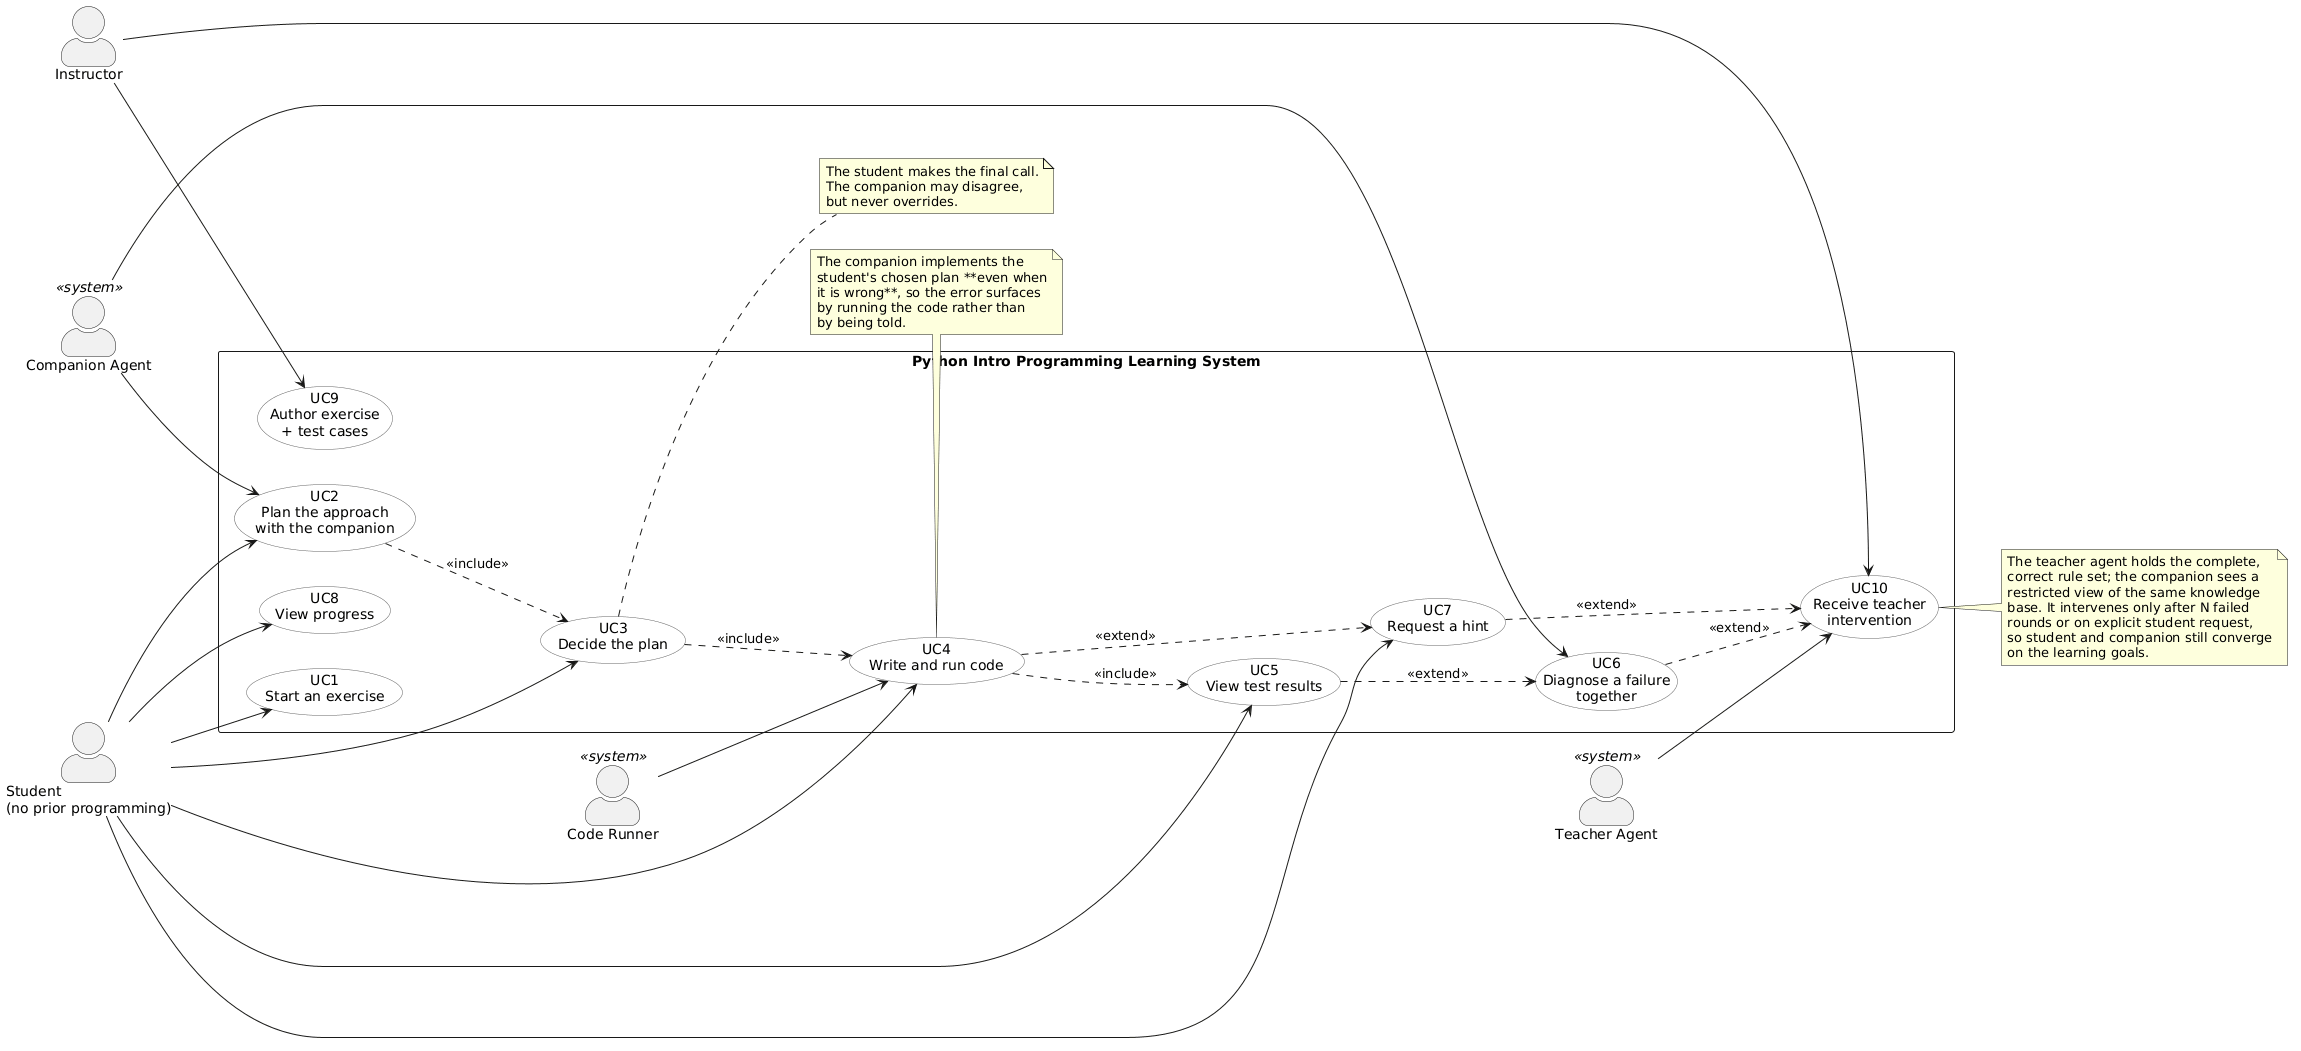 Instructor
«system»
Companion Agent
The student makes the final call.
The companion may disagree,
but never overrides.
The companion implements the
student's chosen plan **even when
it is wrong**, so the error surfaces
by running the code rather than
by being told.
Python Intro Programming Learning System
UC9
Author exercise
+ test cases
UC2
Plan the approach
with the companion
«include»
UC8
View progress
UC1
Start an exercise
UC3
Decide the plan
«include»
UC4
Write and run code
«extend»
«include»
UC5
View test results
UC7
Request a hint
«extend»
«extend»
UC6
Diagnose a failure
together
«extend»
UC10
Receive teacher
intervention
The teacher agent holds the complete,
correct rule set; the companion sees a
restricted view of the same knowledge
base. It intervenes only after N failed
rounds or on explicit student request,
so student and companion still converge
on the learning goals.
Student
(no prior programming)
«system»
Code Runner
«system»
Teacher Agent